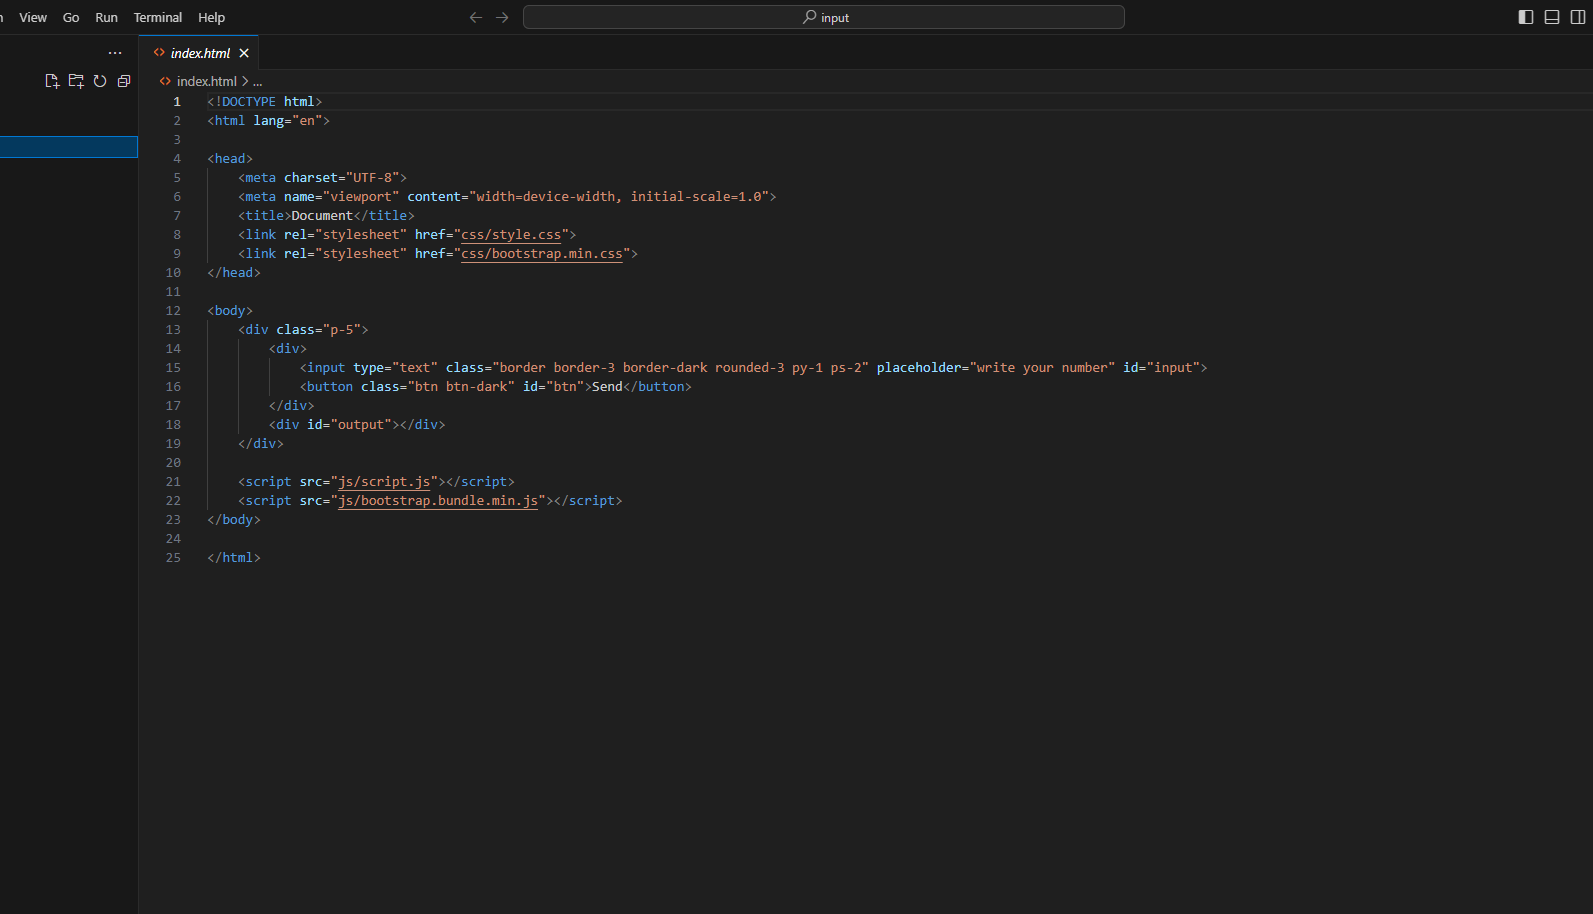 View Go Run Terminal Help
input
index.html
index.html > ...
1 <!DOCTYPE html>
2 <html lang="en">
3
4 <head>
5     <meta charset="UTF-8">
6     <meta name="viewport" content="width=device-width, initial-scale=1.0">
7     <title>Document</title>
8     <link rel="stylesheet" href="css/style.css">
9     <link rel="stylesheet" href="css/bootstrap.min.css">
10 </head>
11
12 <body>
13     <div class="p-5">
14         <div>
15             <input type="text" class="border border-3 border-dark rounded-3 py-1 ps-2" placeholder="write your number" id="input">
16             <button class="btn btn-dark" id="btn">Send</button>
17         </div>
18         <div id="output"></div>
19     </div>
20
21     <script src="js/script.js"></script>
22     <script src="js/bootstrap.bundle.min.js"></script>
23 </body>
24
25 </html>